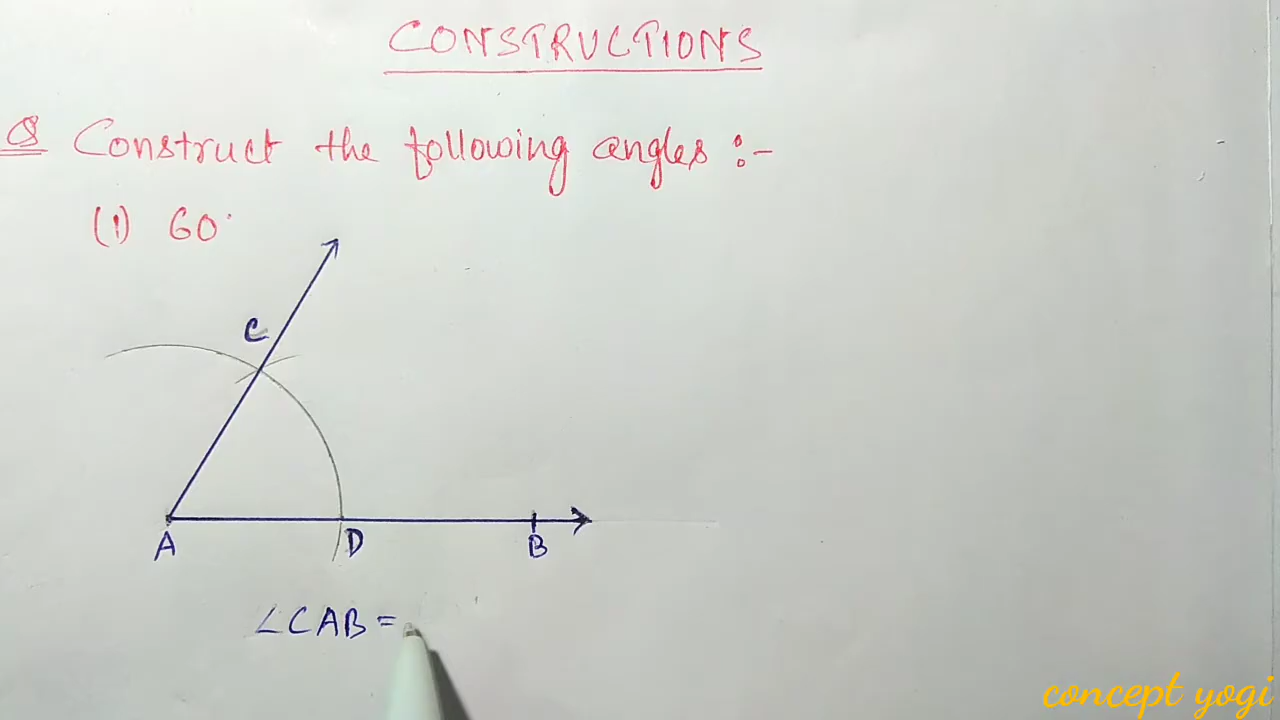 CONSTRUCTIONS
Q Construct the following angles :-
(1) 60°
C
A D B
∠CAB =
concept yogi